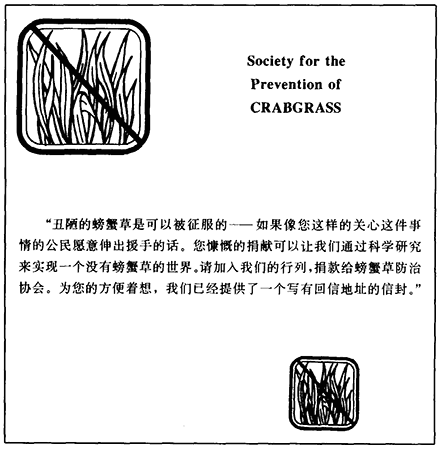 Society for the
Prevention of
CRABGRASS
“丑陋的螃蟹草是可以被征服的——如果像您这样的关心这件事
情的公民愿意伸出援手的话。您慷慨的捐献可以让我们通过科学研究
来实现一个没有螃蟹草的世界。请加入我们的行列，捐款给螃蟹草防治
协会。为您的方便着想，我们已经提供了一个写有回信地址的信封。”